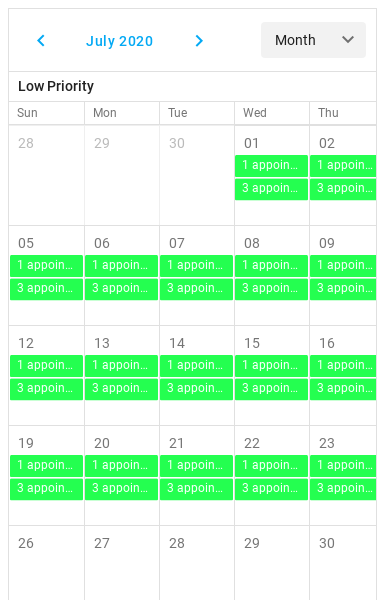 July 2020 Month
Low Priority
Sun Mon Tue Wed Thu
28 29 30 01 02
1 appoin... 1 appoin...
3 appoin... 3 appoin...
05 06 07 08 09
1 appoin... 1 appoin... 1 appoin... 1 appoin... 1 appoin...
3 appoin... 3 appoin... 3 appoin... 3 appoin... 3 appoin...
12 13 14 15 16
1 appoin... 1 appoin... 1 appoin... 1 appoin... 1 appoin...
3 appoin... 3 appoin... 3 appoin... 3 appoin... 3 appoin...
19 20 21 22 23
1 appoin... 1 appoin... 1 appoin... 1 appoin... 1 appoin...
3 appoin... 3 appoin... 3 appoin... 3 appoin... 3 appoin...
26 27 28 29 30